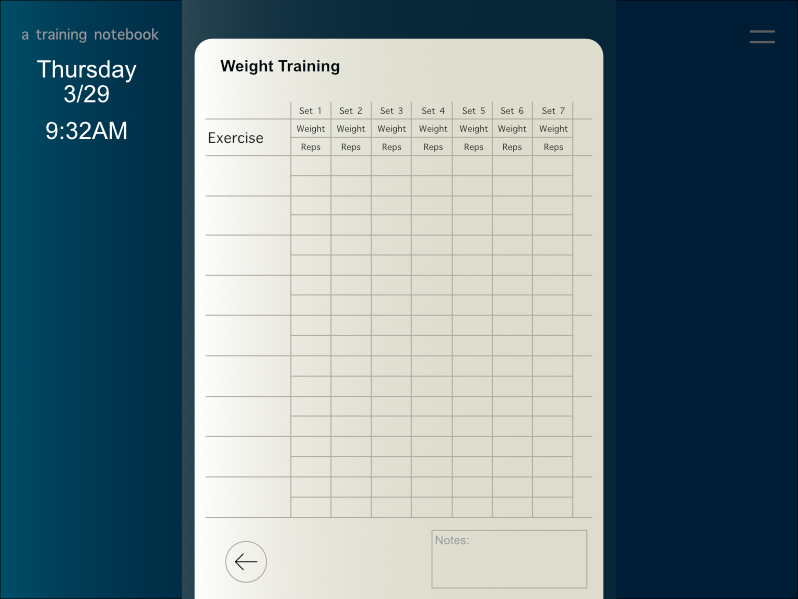 a training notebook
Thursday
3/29
9:32AM
Weight Training
Set 1 Set 2 Set 3 Set 4 Set 5 Set 6 Set 7
Exercise
Weight Weight Weight Weight Weight Weight Weight
Reps Reps Reps Reps Reps Reps Reps
Notes: